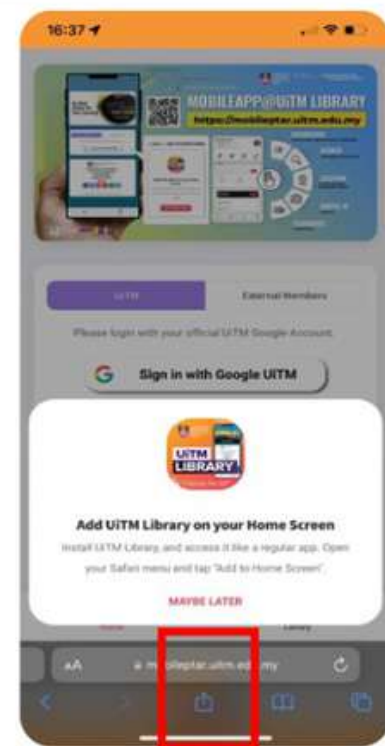 16:37
MOBILEAPP@UiTM LIBRARY
https://mobileptar.uitm.edu.my
UiTM
External Members
Please login with your official UiTM Google Account.
G Sign in with Google UiTM
UiTM
LIBRARY
Add UiTM Library on your Home Screen
Install UiTM Library, and access it like a regular app. Open
your Safari menu and tap "Add to Home Screen".
MAYBE LATER
Library
AA mobileptar.uitm.edu.my